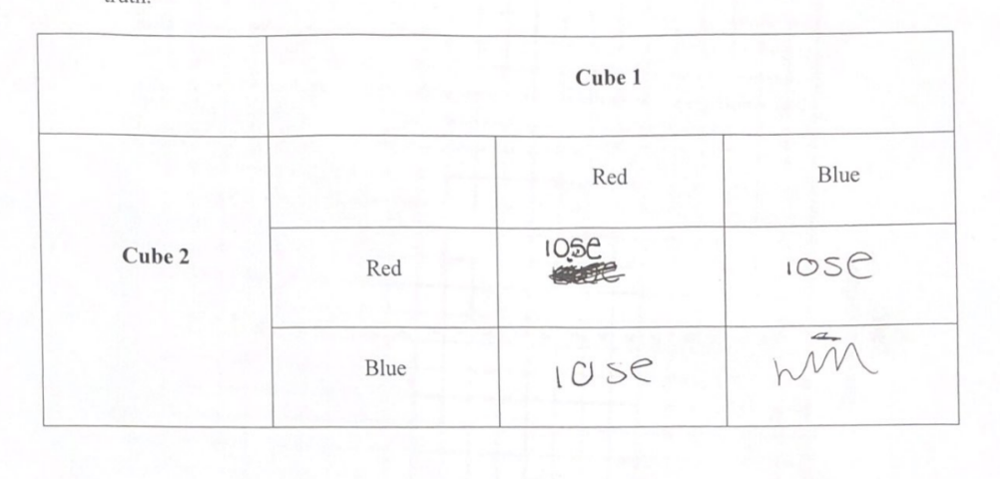 truth.
Cube 1
Red Blue
Cube 2
Red lose lose
Blue lose win